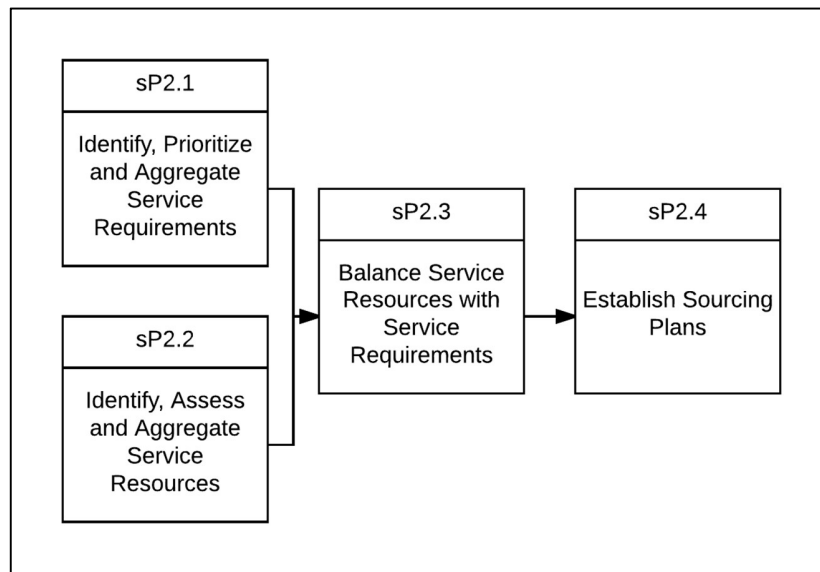 sP2.1
Identify, Prioritize
and Aggregate
Service
Requirements
sP2.2
Identify, Assess
and Aggregate
Service
Resources
sP2.3
Balance Service
Resources with
Service
Requirements
sP2.4
Establish Sourcing
Plans